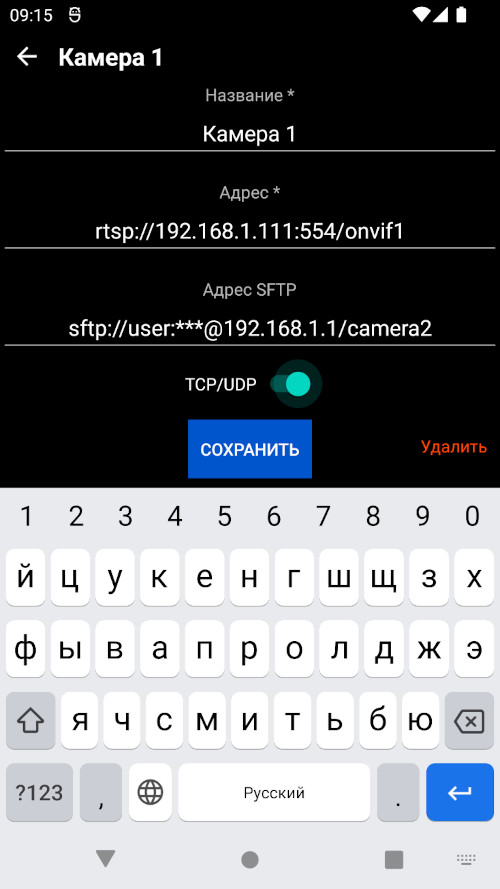 09:15
Камера 1
Название *
Камера 1
Адрес *
rtsp://192.168.1.111:554/onvif1
Адрес SFTP
sftp://user:***@192.168.1.1/camera2
TCP/UDP
СОХРАНИТЬ
Удалить
1 2 3 4 5 6 7 8 9 0
й ц у к е н г ш щ з х
ф ы в а п р о л д ж э
я ч с м и т ь б ю
?123 , Русский .